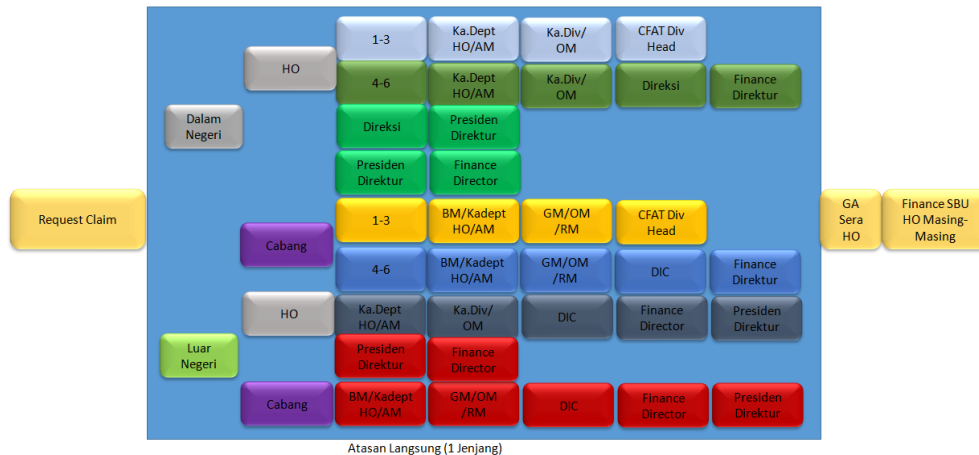 1-3
Ka.Dept
HO/AM
Ka.Div/
OM
CFAT Div
Head
HO
4-6
Ka.Dept
HO/AM
Ka.Div/
OM
Direksi
Finance
Direktur
Dalam
Negeri
Direksi
Presiden
Direktur
Presiden
Direktur
Finance
Director
Request Claim
1-3
BM/Kadept
HO/AM
GM/OM
/RM
CFAT Div
Head
GA
Sera
HO
Finance SBU
HO Masing-
Masing
Cabang
4-6
BM/Kadept
HO/AM
GM/OM
/RM
DIC
Finance
Direktur
HO
Ka.Dept
HO/AM
Ka.Div/
OM
DIC
Finance
Director
Presiden
Direktur
Luar
Negeri
Presiden
Direktur
Finance
Director
Cabang
BM/Kadept
HO/AM
GM/OM
/RM
DIC
Finance
Director
Presiden
Direktur
Atasan Langsung (1 Jenjang)